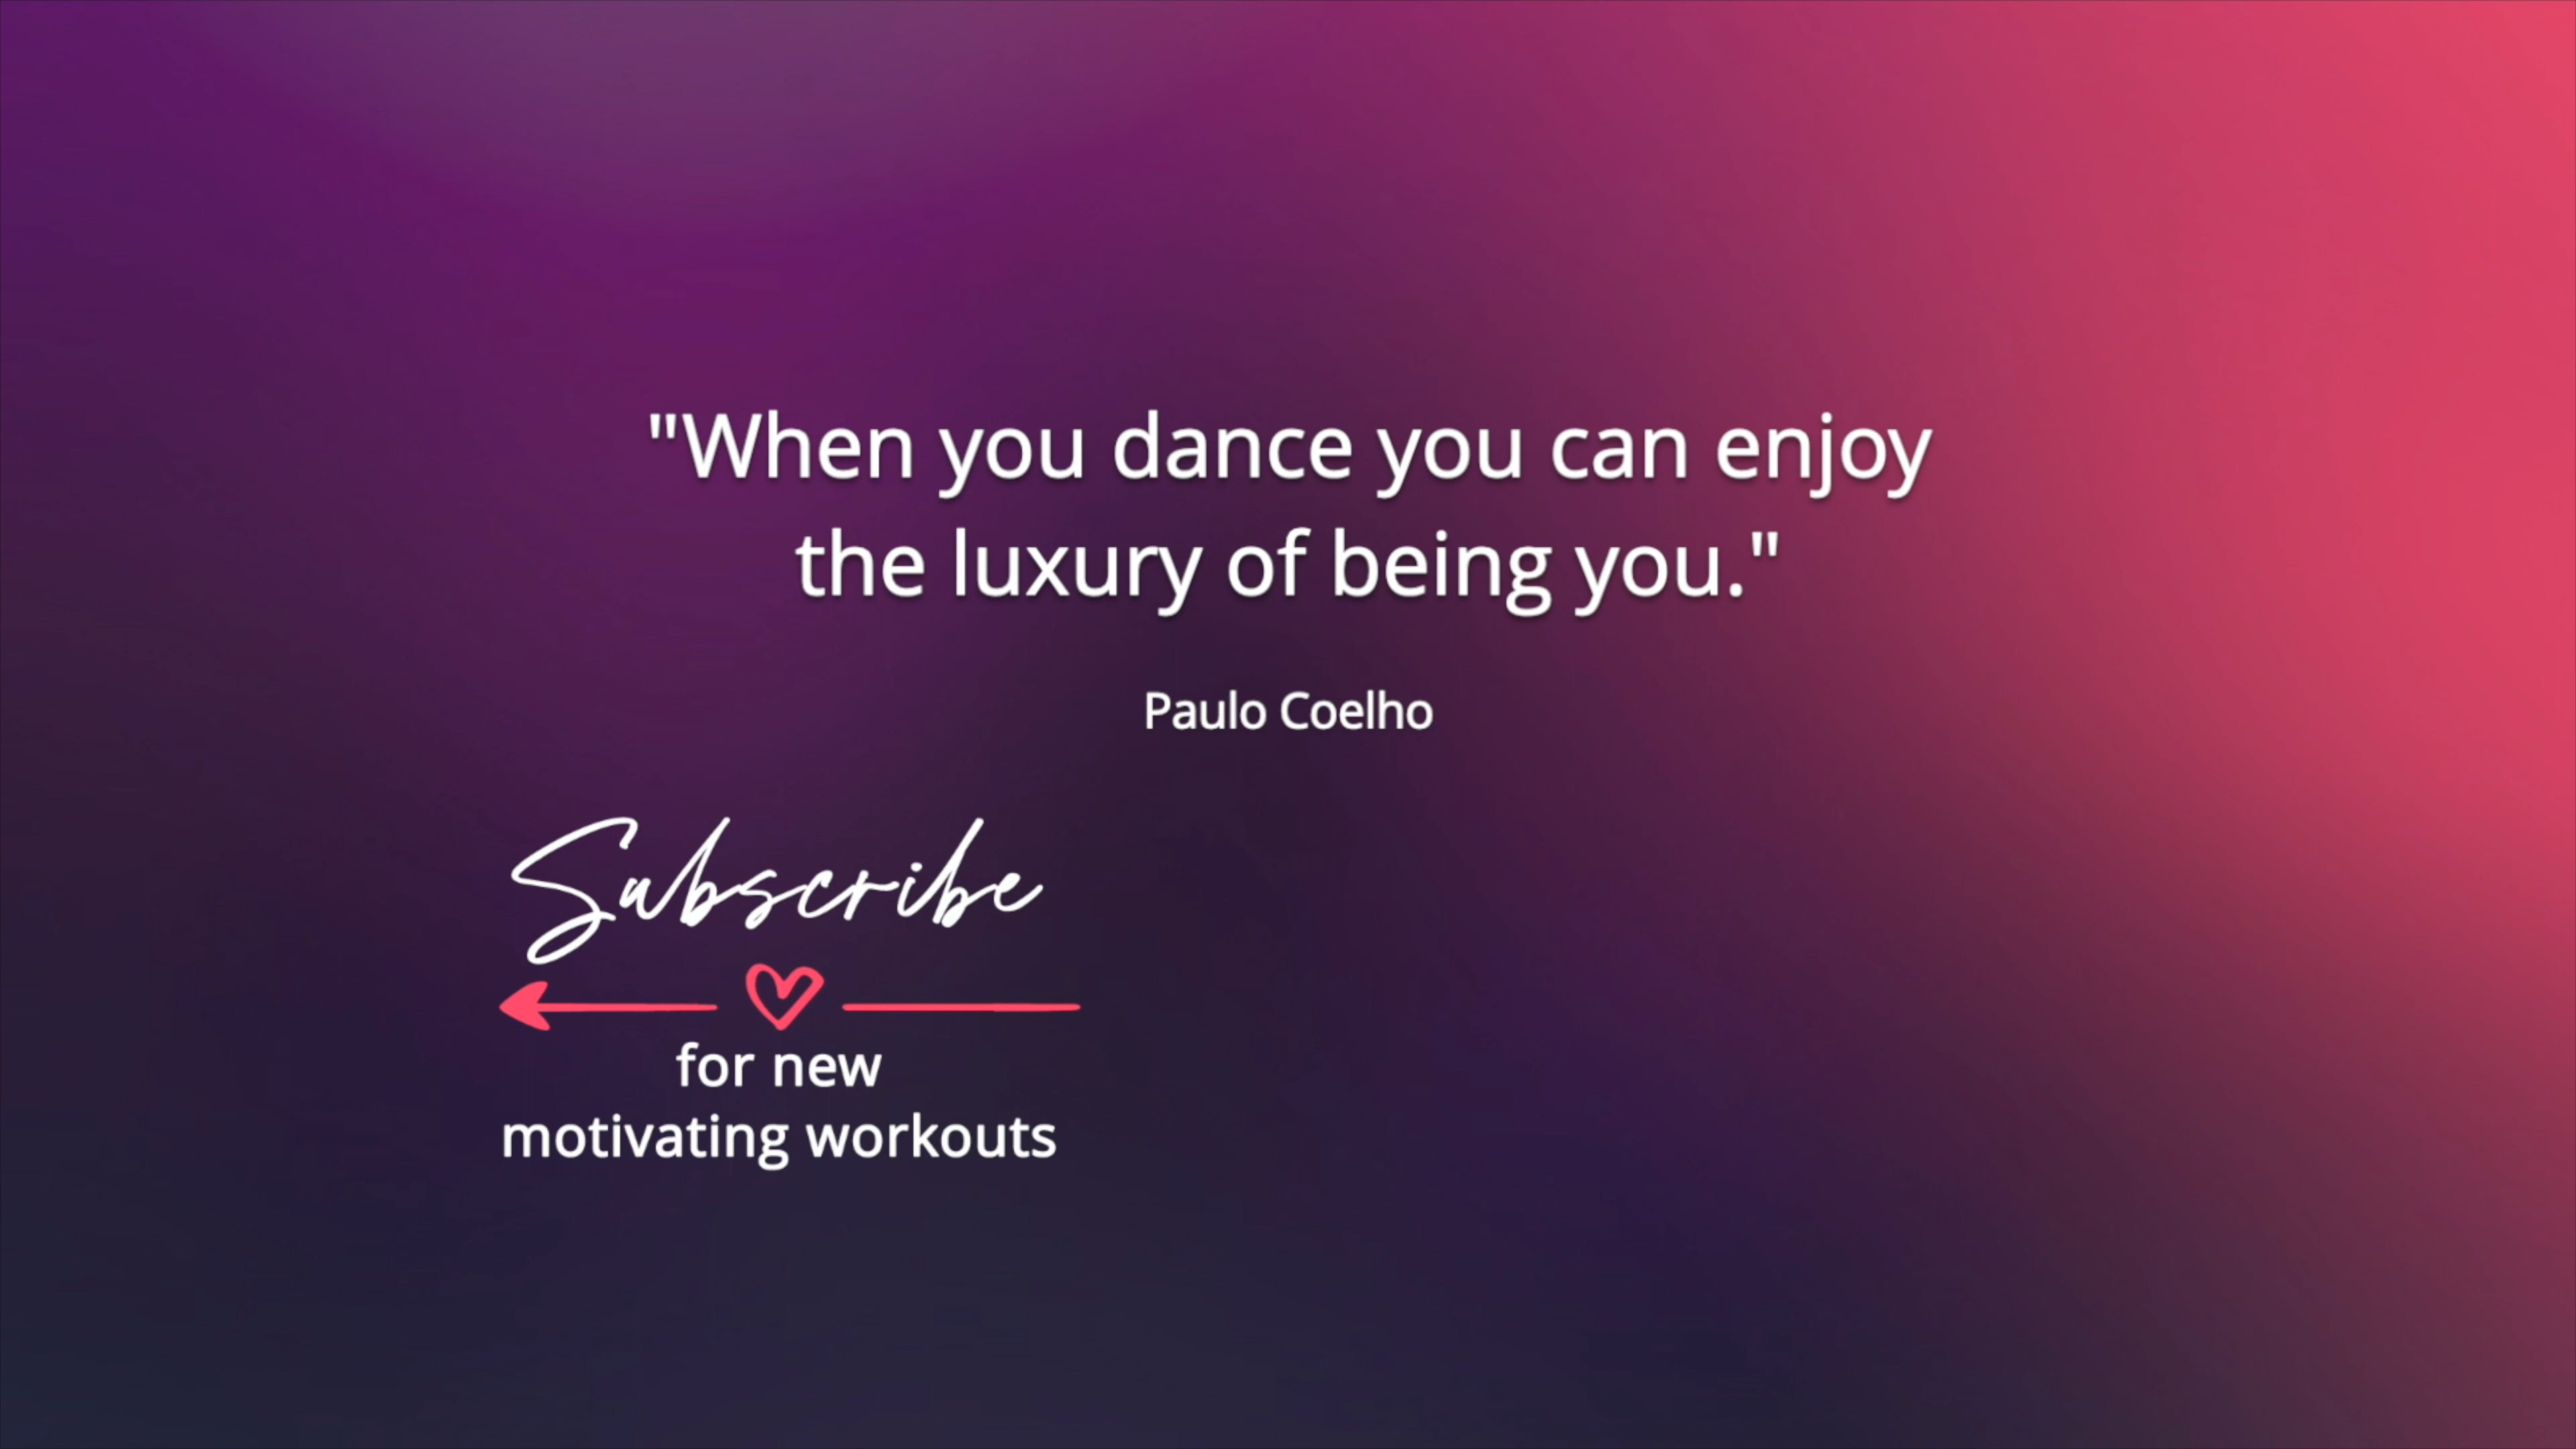 "When you dance you can enjoy
the luxury of being you."
Paulo Coelho
Subscribe
for new
motivating workouts